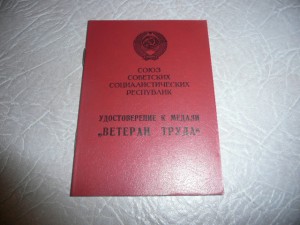 СОЮЗ
СОВЕТСКИХ
СОЦИАЛИСТИЧЕСКИХ
РЕСПУБЛИК
УДОСТОВЕРЕНИЕ К МЕДАЛИ
„ВЕТЕРАН ТРУДА“